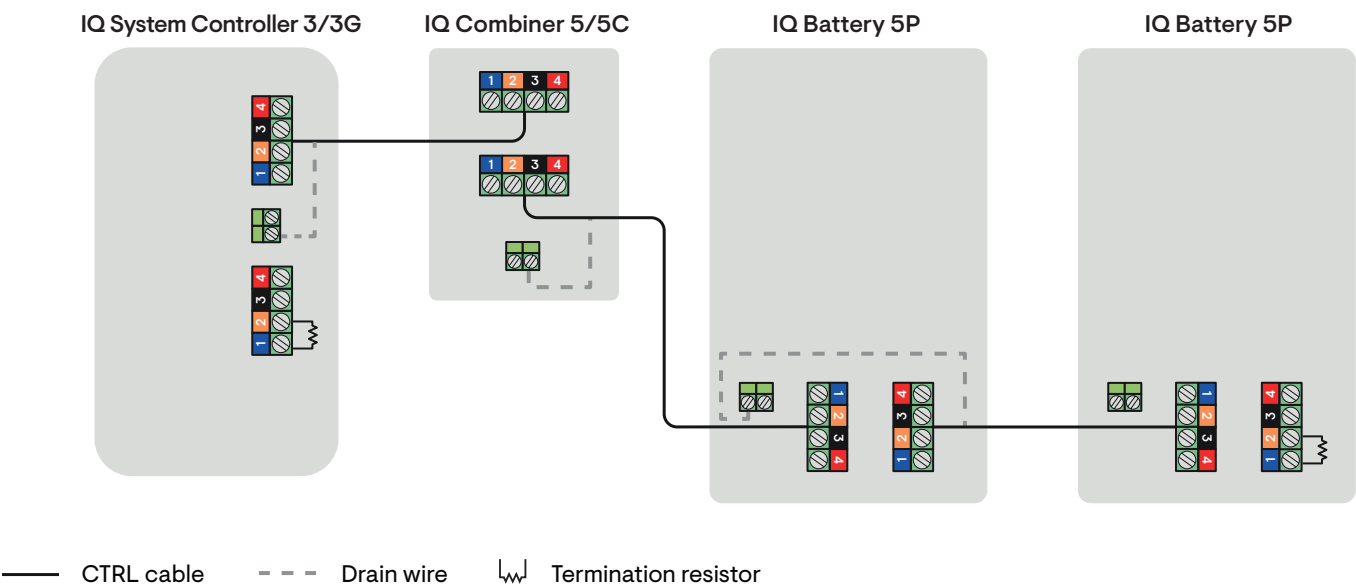 IQ System Controller 3/3G
IQ Combiner 5/5C
IQ Battery 5P
IQ Battery 5P
1 2 3 4
1 2 3 4
4
3
2
1
4
3
2
1
1
2
3
4
4
3
2
1
1
2
3
4
4
3
2
1
CTRL cable
Drain wire
Termination resistor